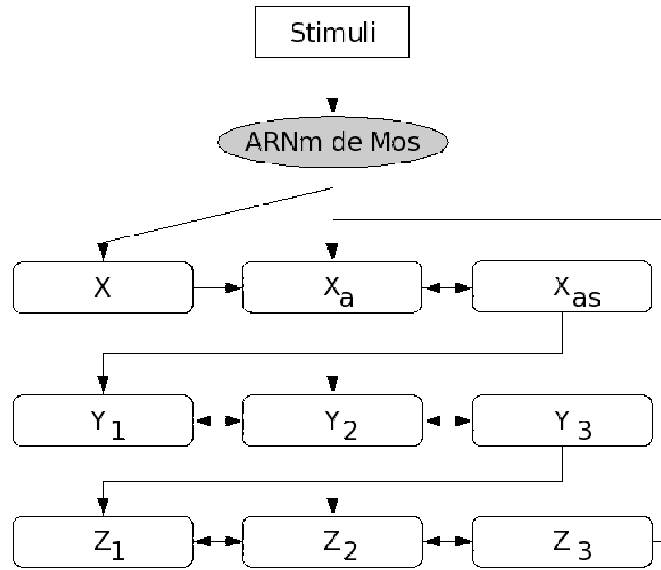 Stimuli
ARNm de Mos
X
Xa
Xas
Y1
Y2
Y3
Z1
Z2
Z3